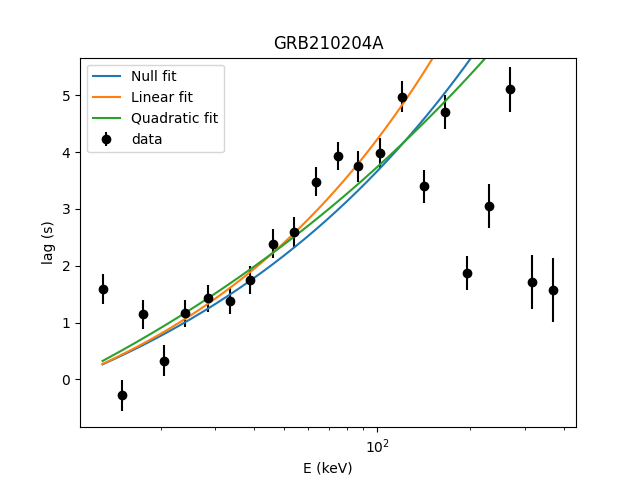 GRB210204A
Null fit
Linear fit
Quadratic fit
data
lag (s)
5
4
3
2
1
0
10²
E (keV)